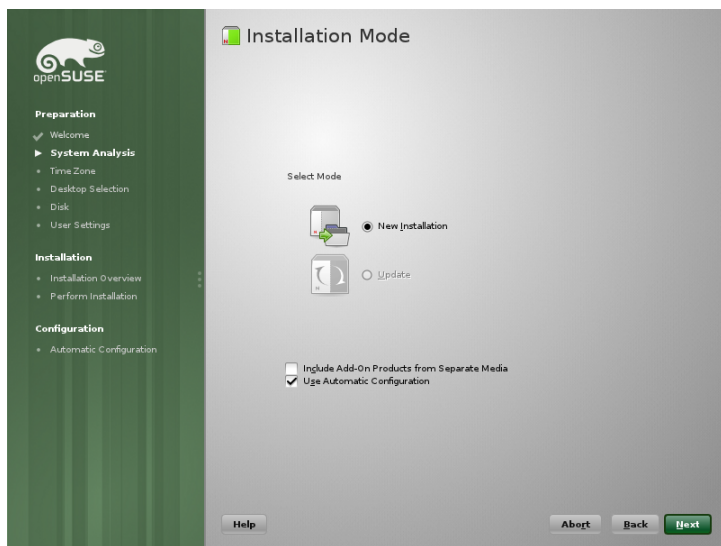 openSUSE
Preparation
Welcome
System Analysis
Time Zone
Desktop Selection
Disk
User Settings
Installation
Installation Overview
Perform Installation
Configuration
Automatic Configuration
Installation Mode
Select Mode
New Installation
Update
Include Add-On Products from Separate Media
Use Automatic Configuration
Help
Abort
Back
Next